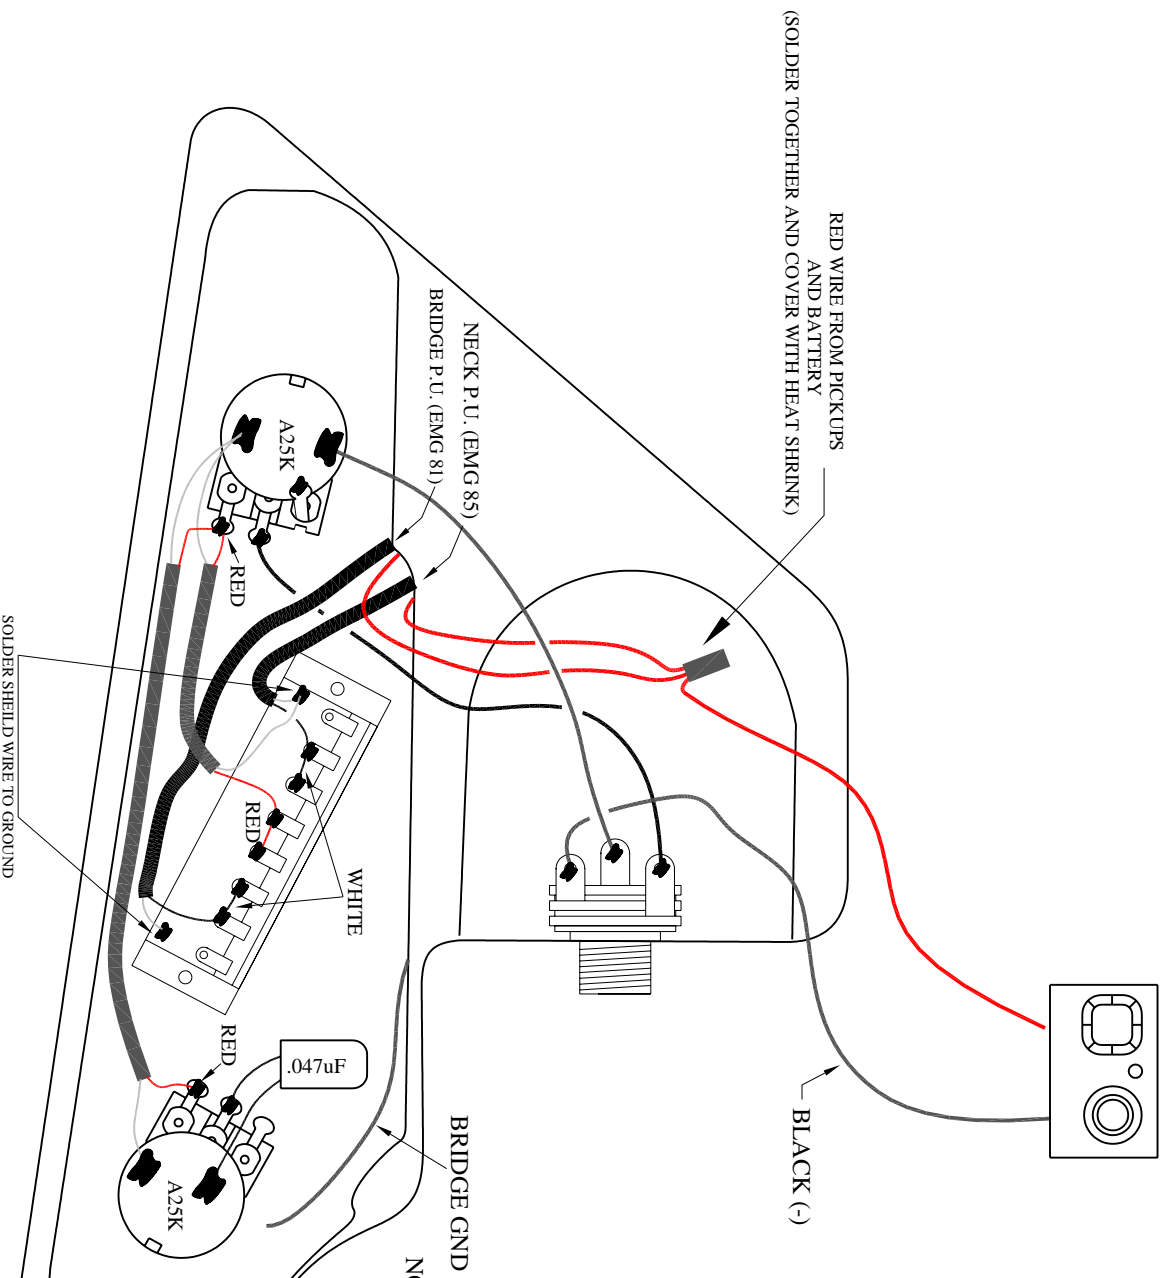 RED WIRE FROM PICKUPS
AND BATTERY
(SOLDER TOGETHER AND COVER WITH HEAT SHRINK)
NECK P.U. (EMG 85)
BRIDGE P.U. (EMG 81)
A25K
RED
SOLDER SHEILD WIRE TO GROUND
RED
WHITE
RED
.047uF
A25K
BLACK (-)
BRIDGE GND